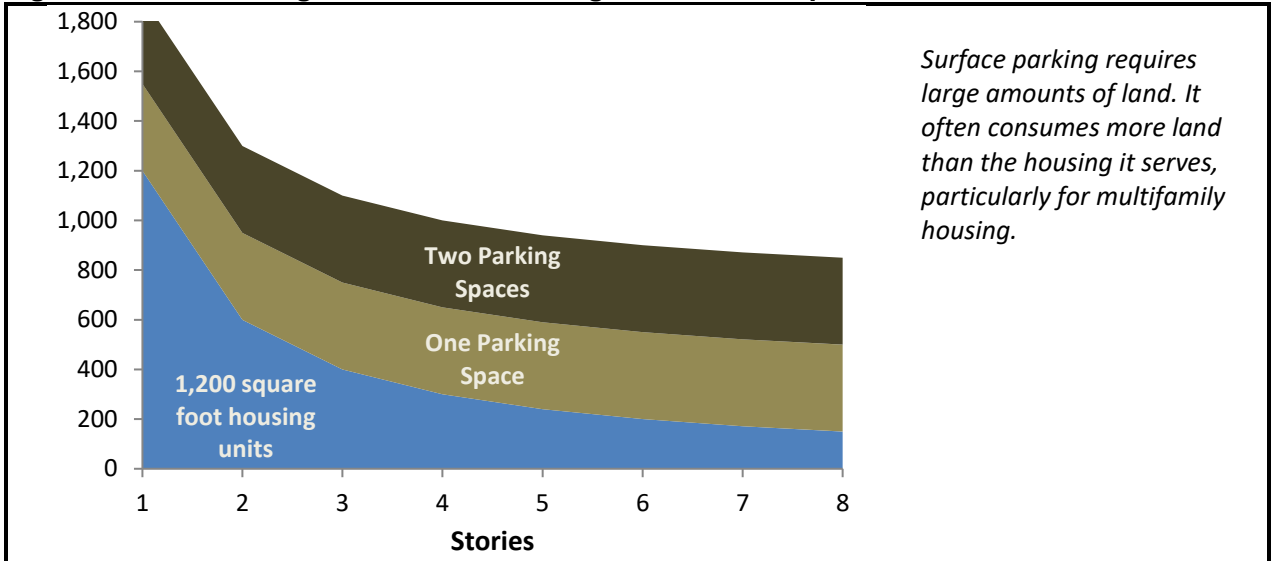 1,800
1,600
1,400
1,200
1,000
800
600
400
200
0
Two Parking
Spaces
One Parking
Space
1,200 square
foot housing
units
1 2 3 4 5 6 7 8
Stories
Surface parking requires
large amounts of land. It
often consumes more land
than the housing it serves,
particularly for multifamily
housing.